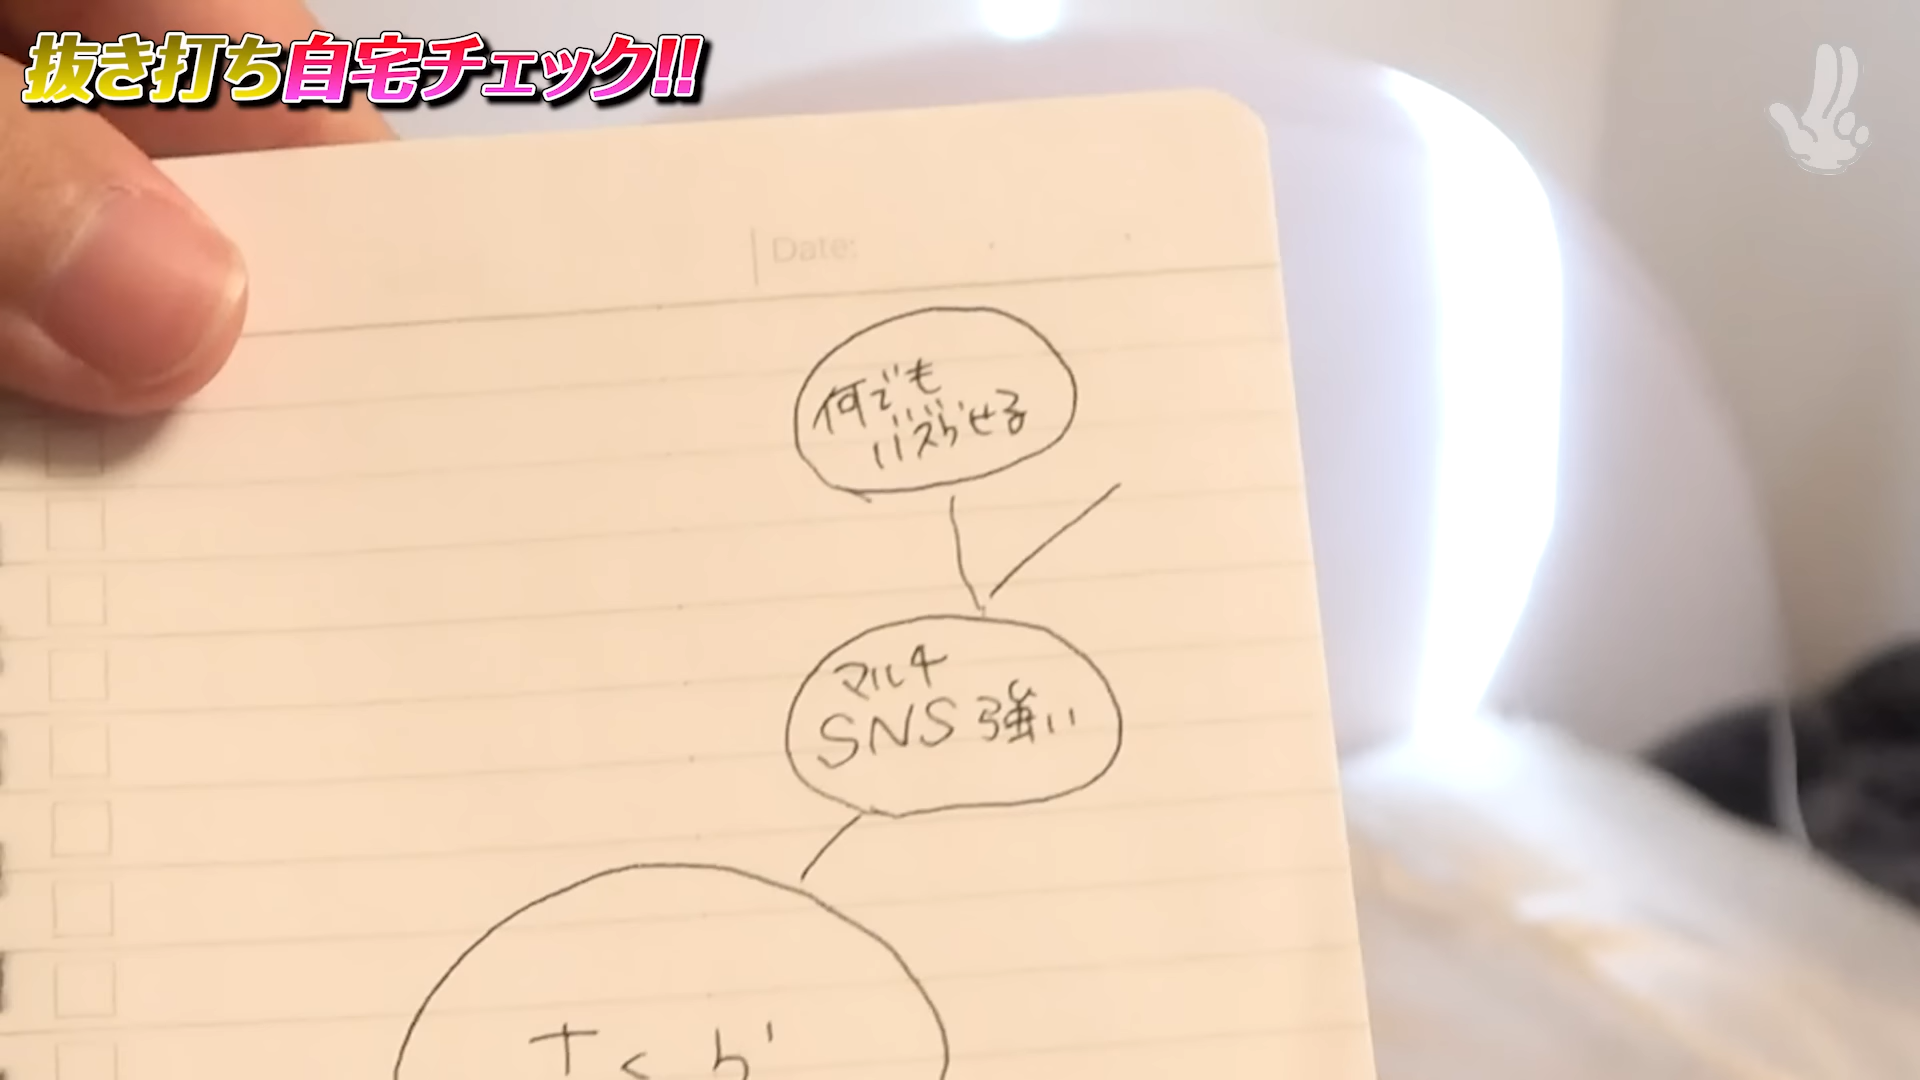 抜き打ち自宅チェック!!
Date:
何でも
バズらせる
マルチ
SNS強い